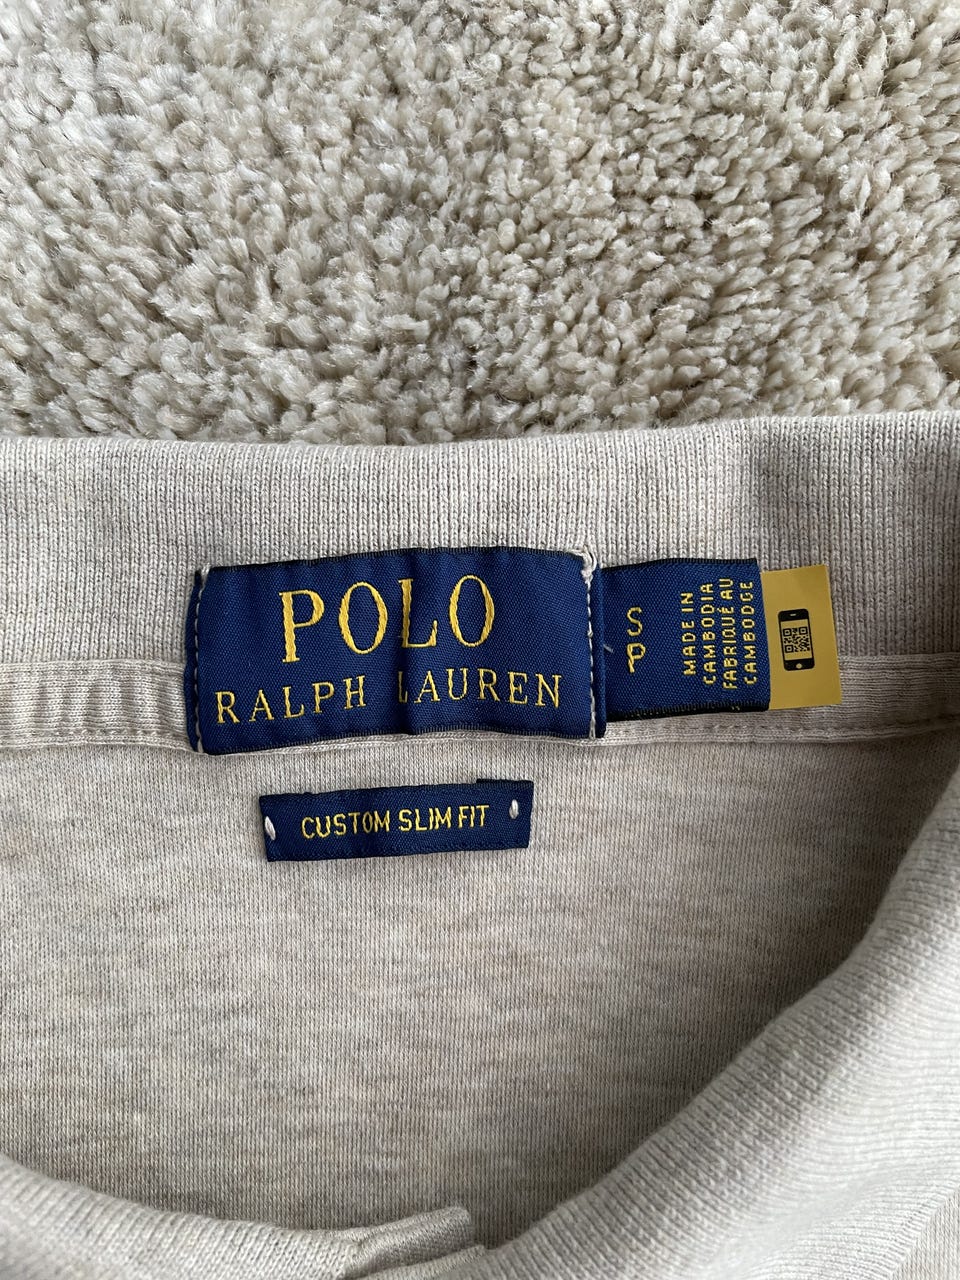 POLO
RALPH LAUREN
S
P
MADE IN
CAMBODIA
FABRIQUÉ AU
CAMBODGE
CUSTOM SLIM FIT